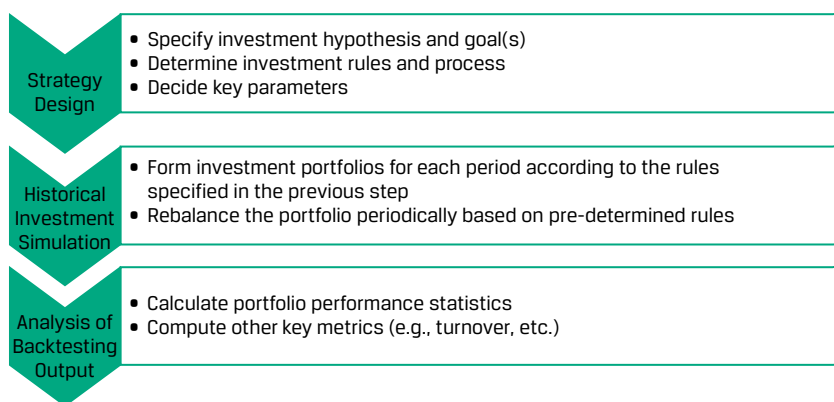 Strategy
Design
• Specify investment hypothesis and goal(s)
• Determine investment rules and process
• Decide key parameters
Historical
Investment
Simulation
• Form investment portfolios for each period according to the rules
specified in the previous step
• Rebalance the portfolio periodically based on pre-determined rules
Analysis of
Backtesting
Output
• Calculate portfolio performance statistics
• Compute other key metrics (e.g., turnover, etc.)